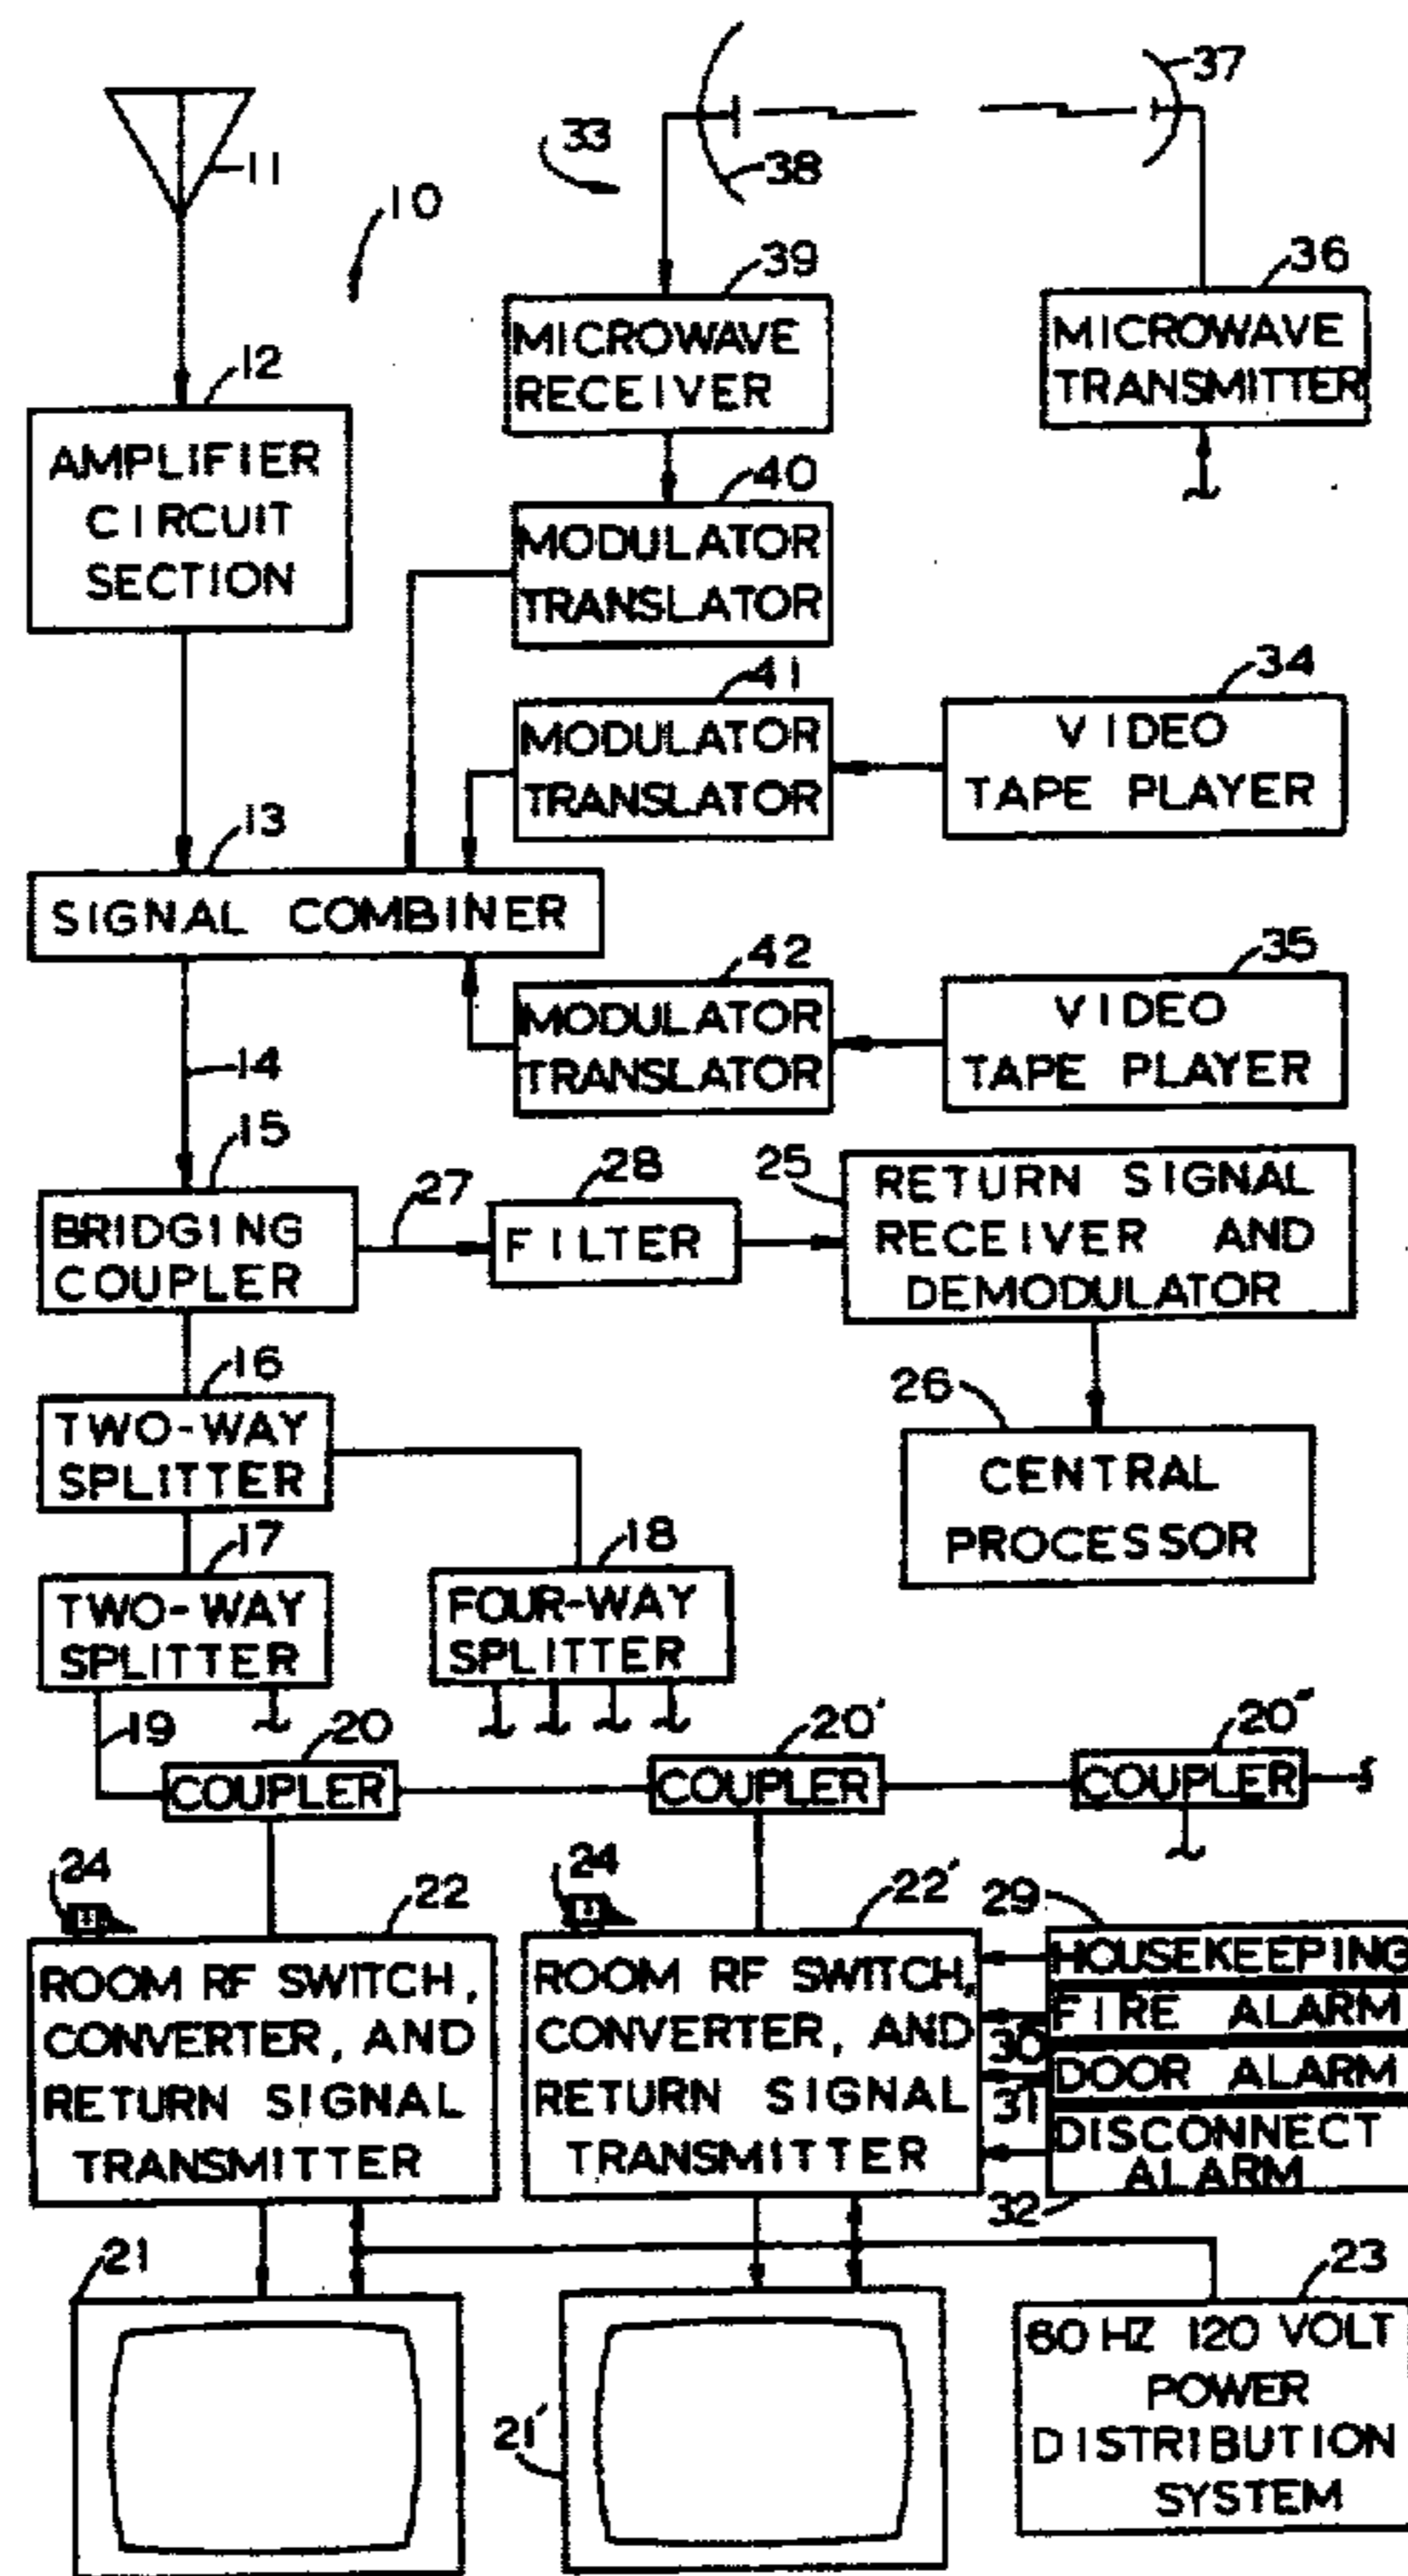 37
33
38
11
10
39
36
MICROWAVE
RECEIVER
MICROWAVE
TRANSMITTER
12
AMPLIFIER
CIRCUIT
SECTION
40
MODULATOR
TRANSLATOR
41
MODULATOR
TRANSLATOR
34
VIDEO
TAPE PLAYER
13
SIGNAL COMBINER
42
MODULATOR
TRANSLATOR
35
VIDEO
TAPE PLAYER
14
15
BRIDGING
COUPLER
27
28
FILTER
25
RETURN SIGNAL
RECEIVER AND
DEMODULATOR
16
TWO-WAY
SPLITTER
26
CENTRAL
PROCESSOR
17
TWO-WAY
SPLITTER
18
FOUR-WAY
SPLITTER
19
20
COUPLER
20'
COUPLER
20"
COUPLER
24
22
ROOM RF SWITCH,
CONVERTER, AND
RETURN SIGNAL
TRANSMITTER
24
22'
ROOM RF SWITCH,
CONVERTER, AND
RETURN SIGNAL
TRANSMITTER
29
HOUSEKEEPING
FIRE ALARM
30
DOOR ALARM
31
DISCONNECT
ALARM
32
21
21'
23
60 HZ 120 VOLT
POWER
DISTRIBUTION
SYSTEM